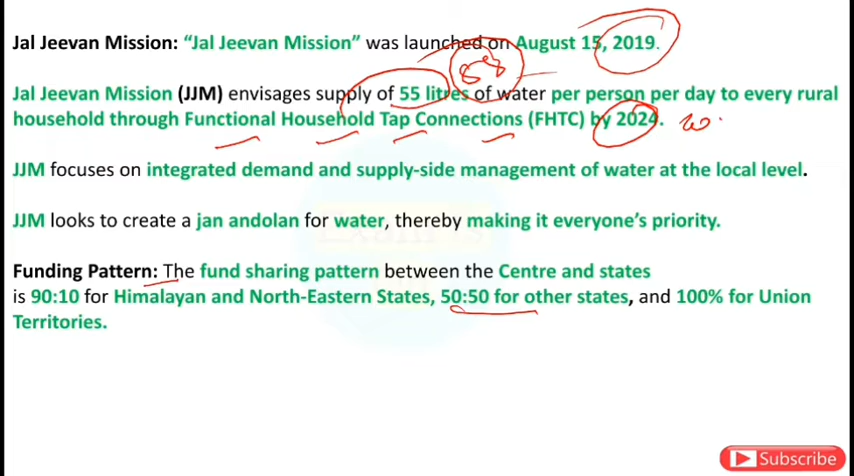 Jal Jeevan Mission: “Jal Jeevan Mission” was launched on August 15, 2019.
55
Jal Jeevan Mission (JJM) envisages supply of 55 litres of water per person per day to every rural
household through Functional Household Tap Connections (FHTC) by 2024.
JJM focuses on integrated demand and supply-side management of water at the local level.
JJM looks to create a jan andolan for water, thereby making it everyone’s priority.
Funding Pattern: The fund sharing pattern between the Centre and states
is 90:10 for Himalayan and North-Eastern States, 50:50 for other states, and 100% for Union
Territories.
Subscribe